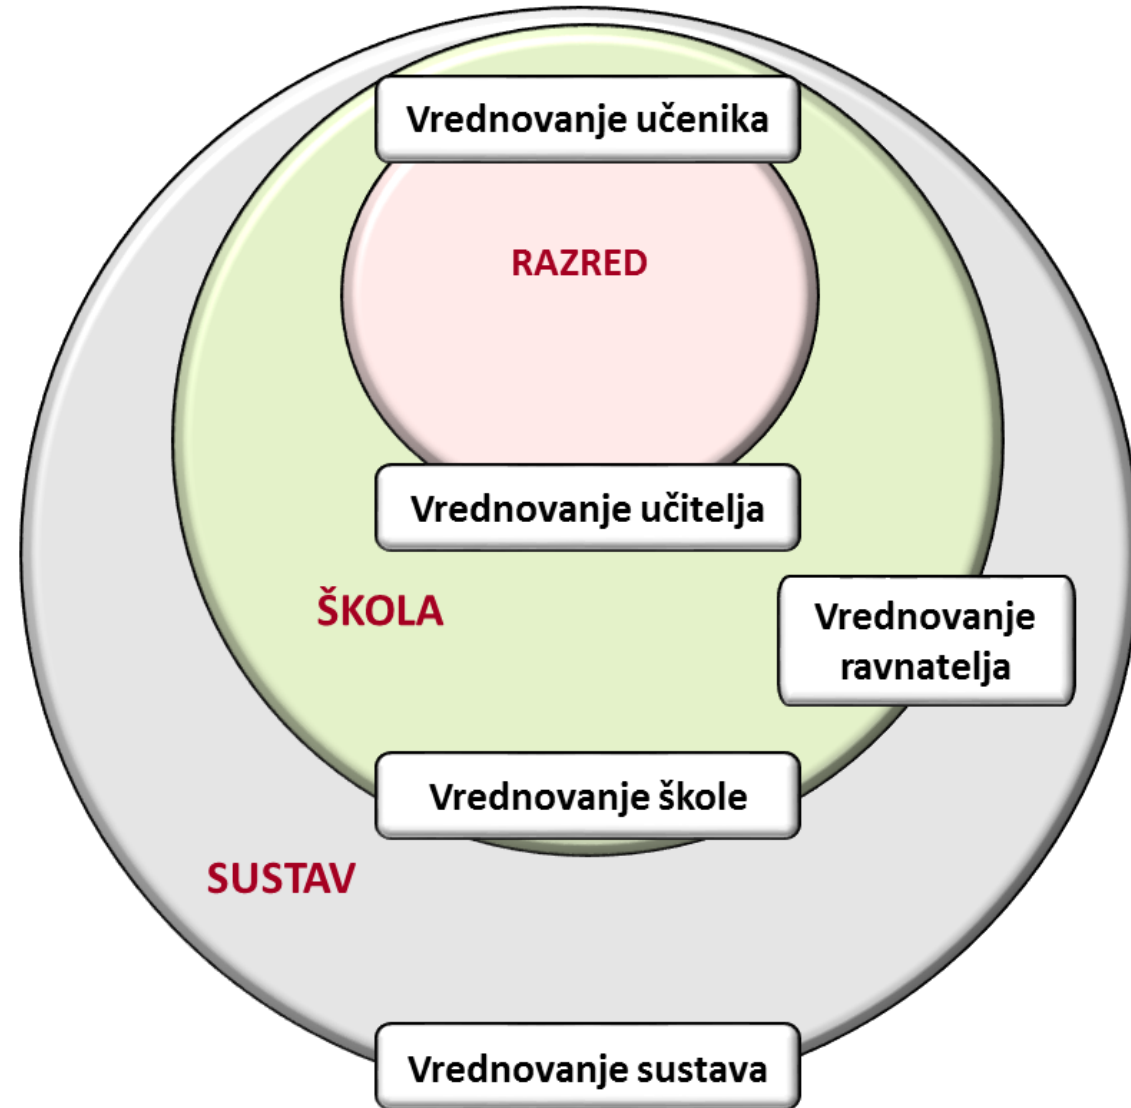 Vrednovanje učenika
RAZRED
Vrednovanje učitelja
ŠKOLA
Vrednovanje
ravnatelja
Vrednovanje škole
SUSTAV
Vrednovanje sustava